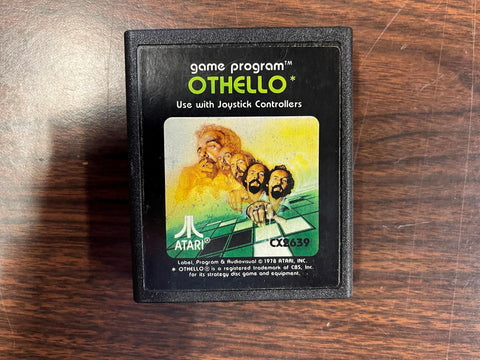 game program™
OTHELLO*
Use with Joystick Controllers
ATARI®
CX2639
Label, Program & Audiovisual © 1978 ATARI, INC.
* OTHELLO® is a registered trademark of CBS, Inc.
for its strategy disc game and equipment.